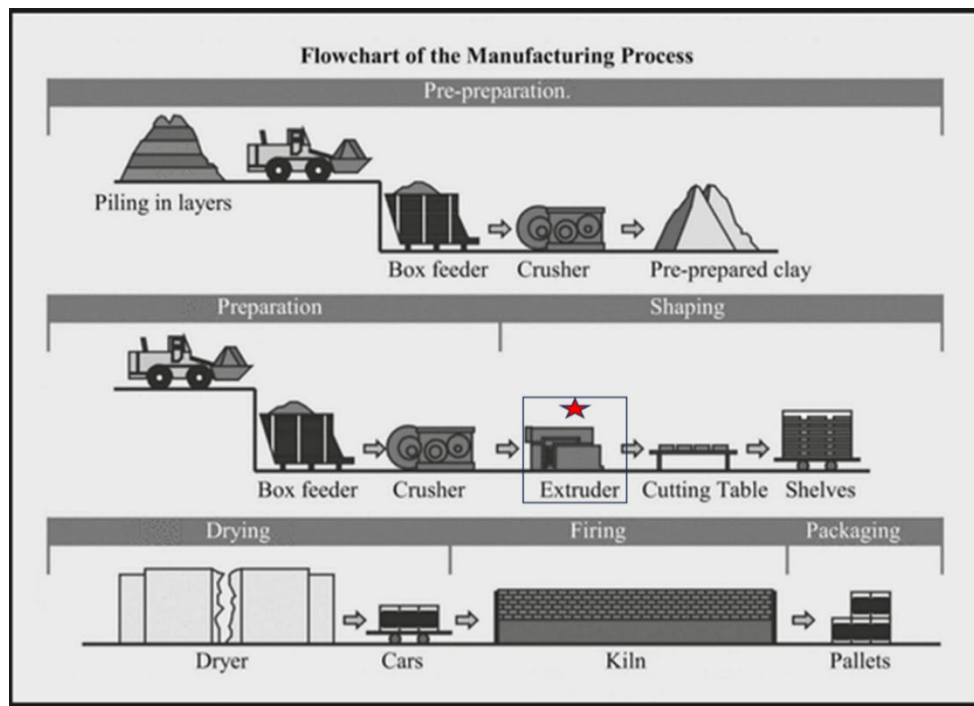 Flowchart of the Manufacturing Process
Pre-preparation.
Piling in layers
Box feeder Crusher Pre-prepared clay
Preparation Shaping
Box feeder Crusher Extruder Cutting Table Shelves
Drying Firing Packaging
Dryer Cars Kiln Pallets